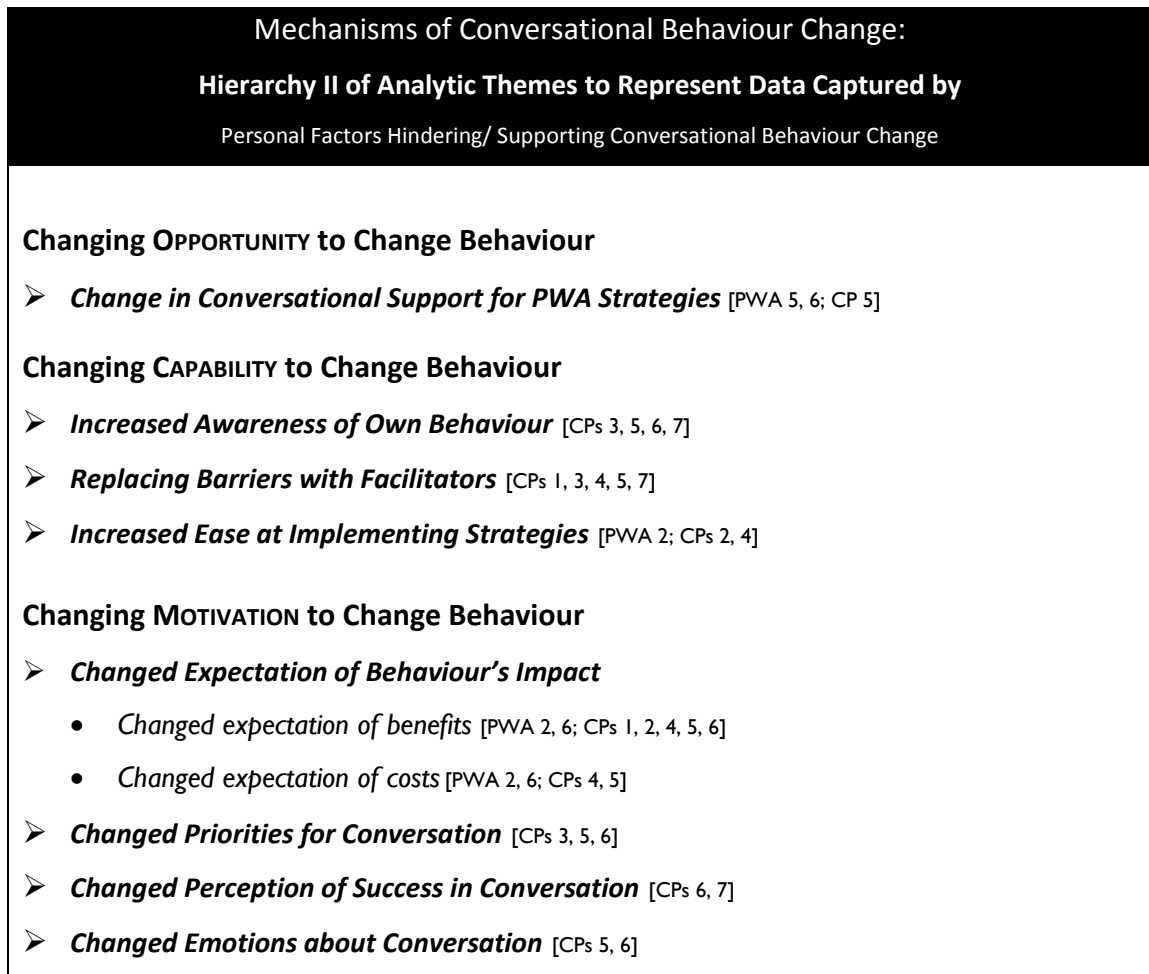 Mechanisms of Conversational Behaviour Change:
Hierarchy II of Analytic Themes to Represent Data Captured by
Personal Factors Hindering/ Supporting Conversational Behaviour Change
Changing OPPORTUNITY to Change Behaviour
➢ Change in Conversational Support for PWA Strategies [PWA 5, 6; CP 5]
Changing CAPABILITY to Change Behaviour
➢ Increased Awareness of Own Behaviour [CPs 3, 5, 6, 7]
➢ Replacing Barriers with Facilitators [CPs 1, 3, 4, 5, 7]
➢ Increased Ease at Implementing Strategies [PWA 2; CPs 2, 4]
Changing MOTIVATION to Change Behaviour
➢ Changed Expectation of Behaviour’s Impact
• Changed expectation of benefits [PWA 2, 6; CPs 1, 2, 4, 5, 6]
• Changed expectation of costs [PWA 2, 6; CPs 4, 5]
➢ Changed Priorities for Conversation [CPs 3, 5, 6]
➢ Changed Perception of Success in Conversation [CPs 6, 7]
➢ Changed Emotions about Conversation [CPs 5, 6]